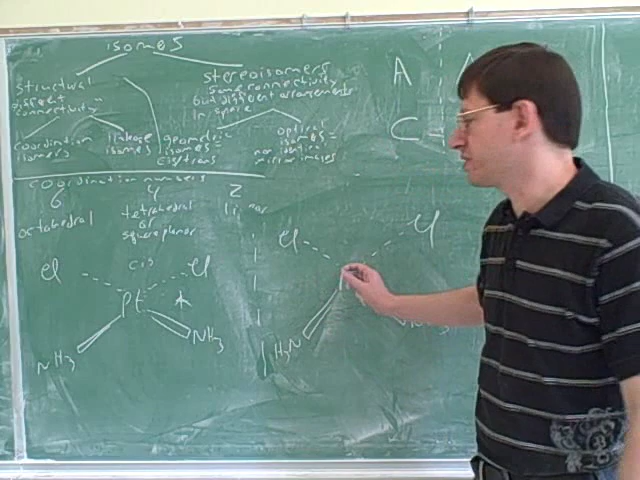 isomers
structural
different
connectivity
stereoisomers
same connectivity
but different arrangements
in space
coordination
isomers
linkage
isomers
geometric
isomers =
cis/trans
optical
isomers =
non identical
mirror images
A
A
C
coordination numbers
6
4
2
octahedral
tetrahedral
or
square planar
linear
cis
Cl
Cl
Pt
A
NH3
NH3
Cl
Cl
H3N